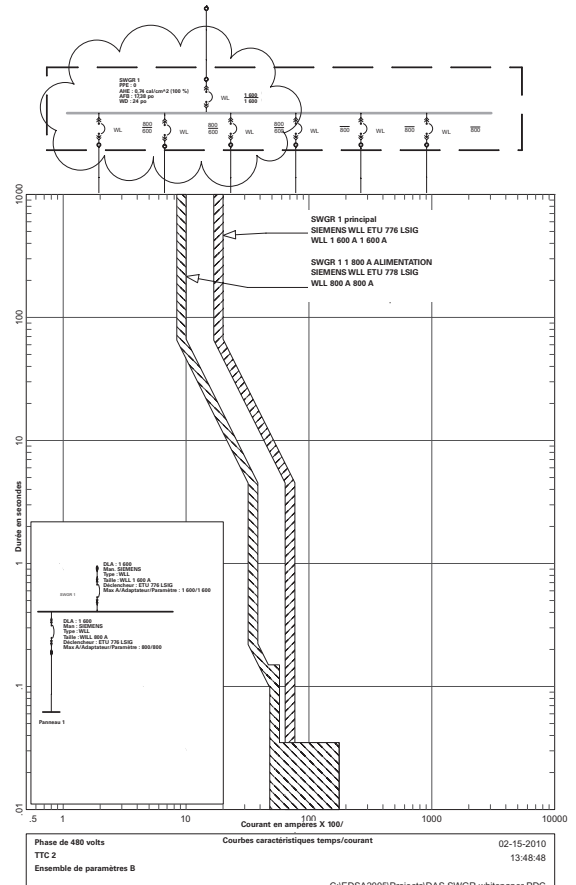 SWGR 1
PPE : 0
AHE : 0,74 cal/cm^2 (100 %)
AFB : 17,28 po
WD : 24 po
WL
1 600
1 600
WL
800
600
WL
800
600
WL
800
600
WL
800
WL
800
WL
800
1000
100
10
1
.1
.01
Durée en secondes
SWGR 1 principal
SIEMENS WLL ETU 776 LSIG
WLL 1 600 A 1 600 A
SWGR 1 1 800 A ALIMENTATION
SIEMENS WLL ETU 778 LSIG
WLL 800 A 800 A
DLA : 1 600
Man. SIEMENS
Type : WLL
Taille : WLL 1 600 A
Déclencheur : ETU 776 LSIG
Max A/Adaptateur/Paramètre : 1 600/1 600
SWGR 1
DLA : 1 600
Man : SIEMENS
Type : WLL
Taille : WILL 800 A
Déclencheur : ETU 776 LSIG
Max A/Adaptateur/Paramètre : 800/800
Panneau 1
.5 1 10 100 1000 10000
Courant en ampères X 100/
Phase de 480 volts
Courbes caractéristiques temps/courant
02-15-2010
TTC 2
13:48:48
Ensemble de paramètres B